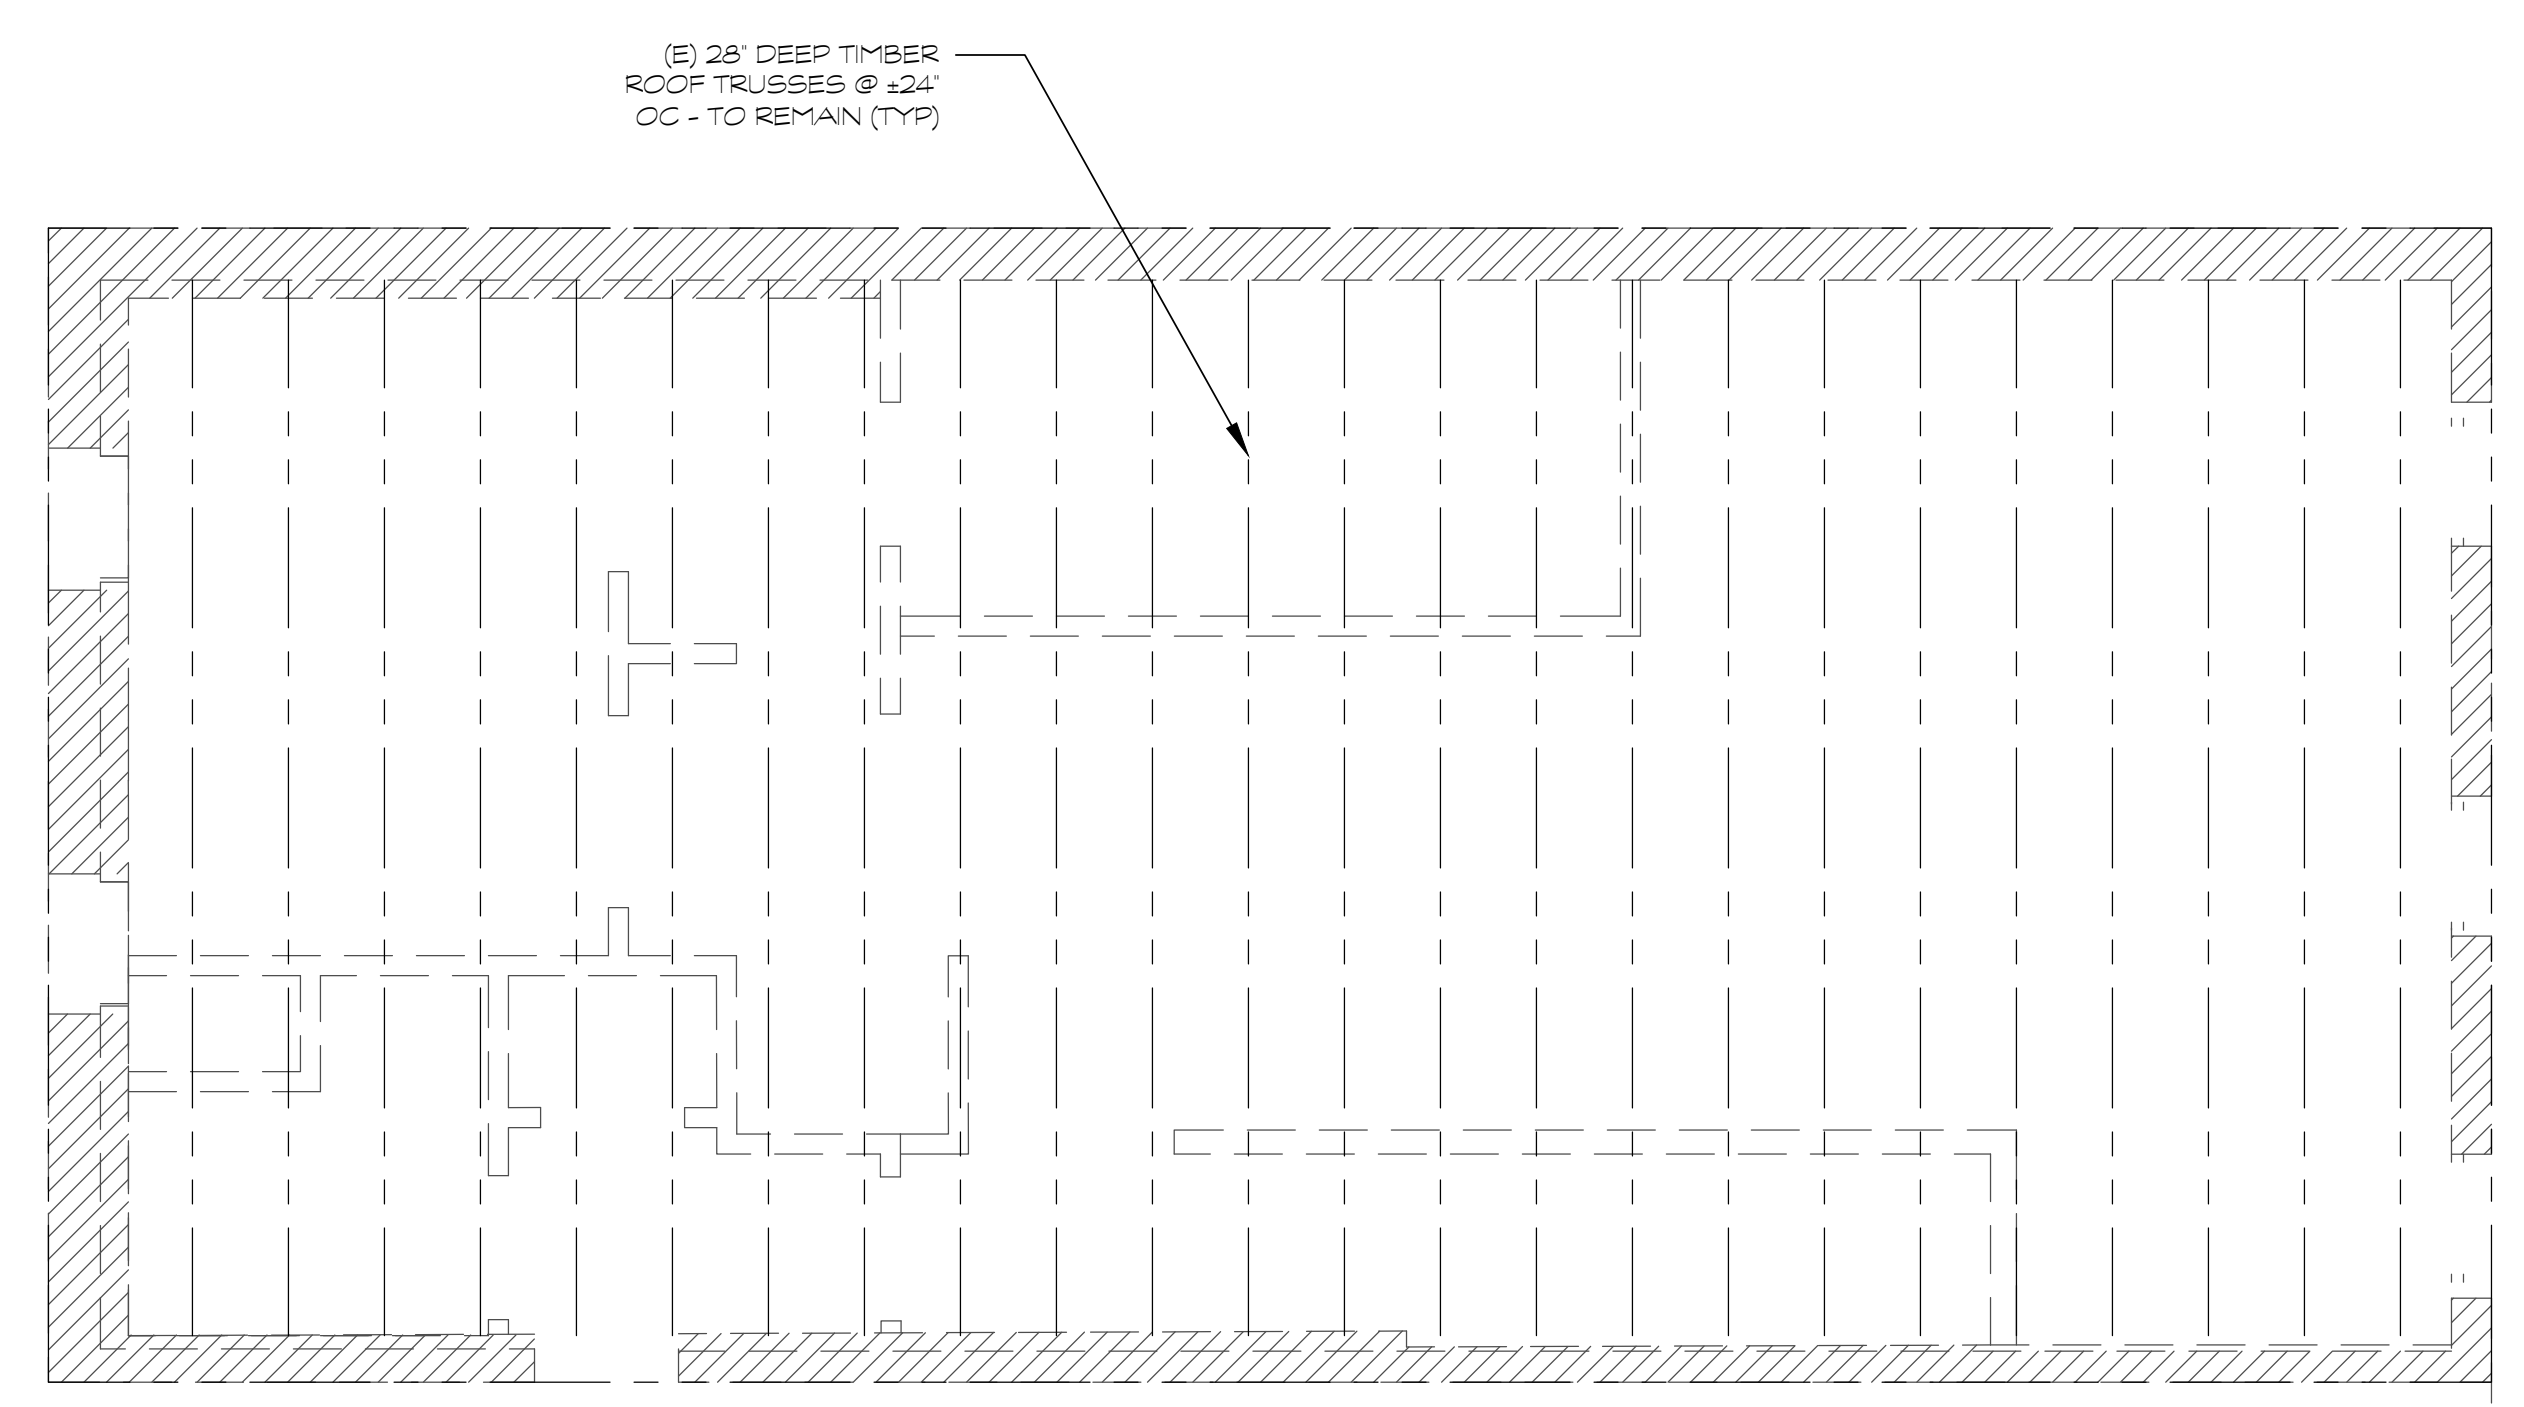 (E) 28" DEEP TIMBER
ROOF TRUSSES @ ±24"
OC - TO REMAIN (TYP)